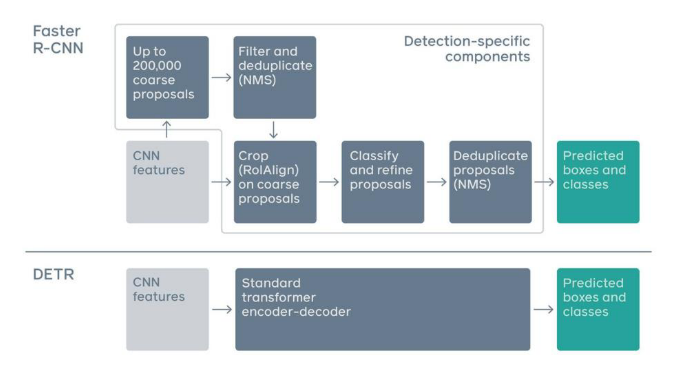 Faster
R-CNN
Up to
200,000
coarse
proposals
Filter and
deduplicate
(NMS)
Detection-specific
components
CNN
features
Crop
(RoIAlign)
on coarse
proposals
Classify
and refine
proposals
Deduplicate
proposals
(NMS)
Predicted
boxes and
classes
DETR
CNN
features
Standard
transformer
encoder-decoder
Predicted
boxes and
classes